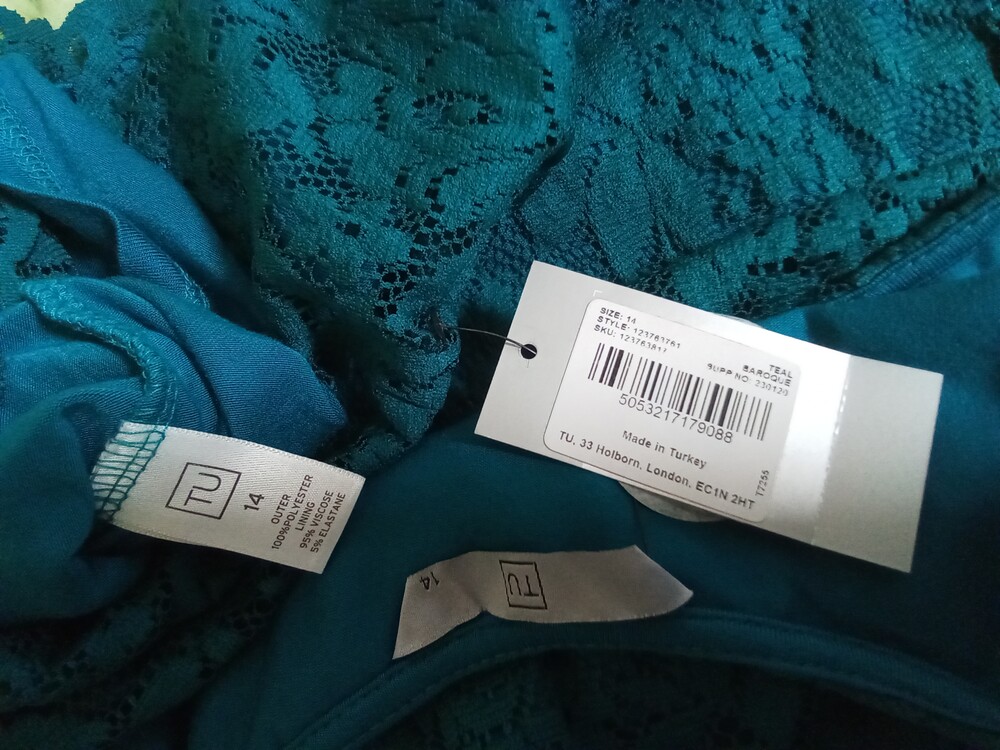 SIZE: 14
STYLE: 123763761
SKU: 123763817
TEAL
BAROQUE
SUPP NO: 230120
5053217179088
Made in Turkey
TU, 33 Holborn, London, EC1N 2HT
T7255
TU
14
OUTER
100%POLYESTER
LINING
95% VISCOSE
5% ELASTANE
14
TU